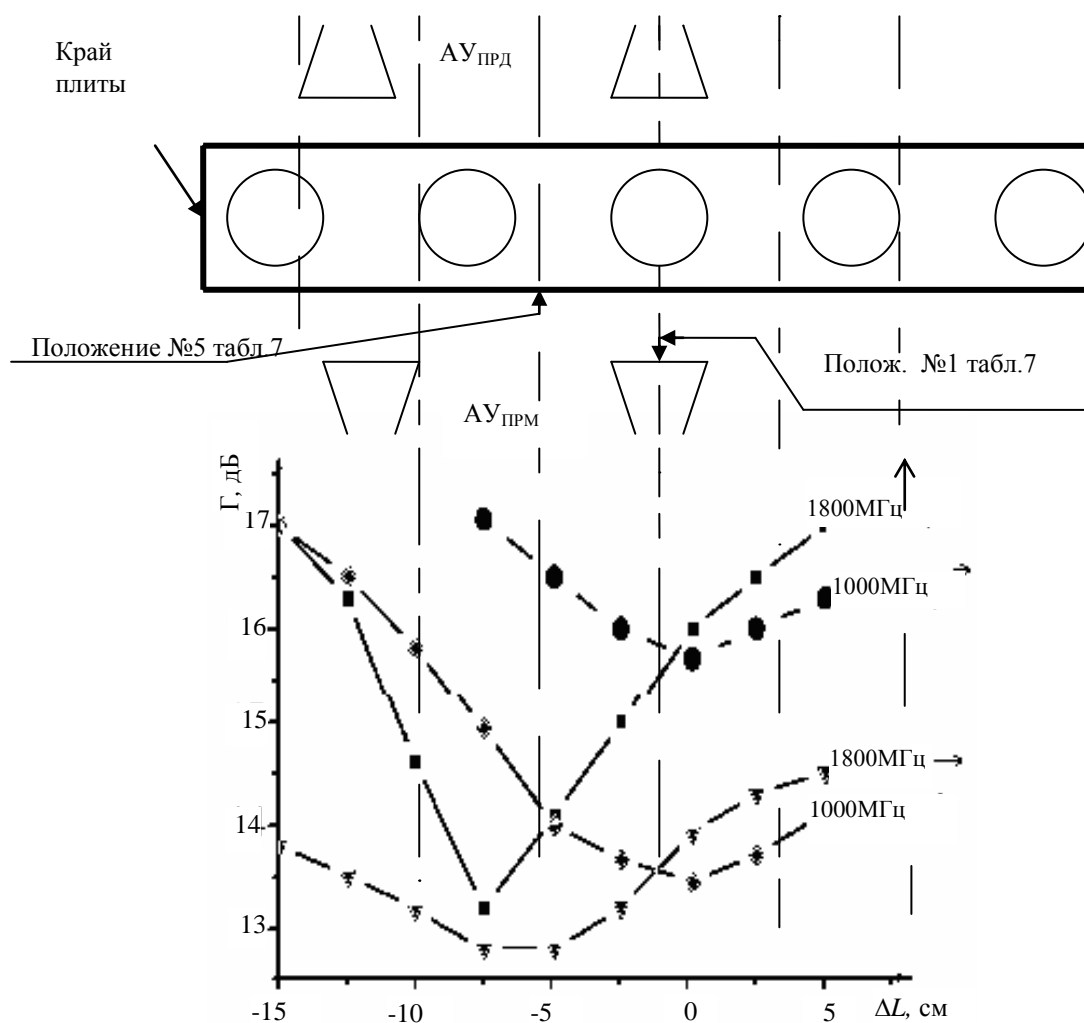 Край
плиты
АУПРД
Положение №5 табл.7
Полож. №1 табл.7
АУПРМ
Г, дБ
17
16
15
14
13
1800МГц
1000МГц
1800МГц
1000МГц
-15
-10
-5
0
5
ΔL, см